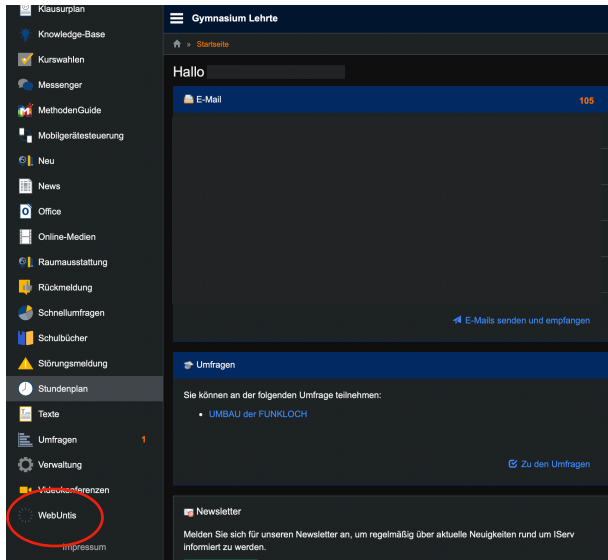 Klausurplan
Knowledge-Base
Kurswahlen
Messenger
MethodenGuide
Mobilgerätesteuerung
Neu
News
Office
Online-Medien
Raumausstattung
Rückmeldung
Schnellumfragen
Schulbücher
Störungsmeldung
Stundenplan
Texte
Umfragen 1
Verwaltung
Videokonferenzen
WebUntis
Impressum
Gymnasium Lehrte
» Startseite
Hallo
E-Mail 105
E-Mails senden und empfangen
Umfragen
Sie können an der folgenden Umfrage teilnehmen:
• UMBAU der FUNKLOCH
Zu den Umfragen
Newsletter
Melden Sie sich für unseren Newsletter an, um regelmäßig über aktuelle Neuigkeiten rund um IServ
informiert zu werden.